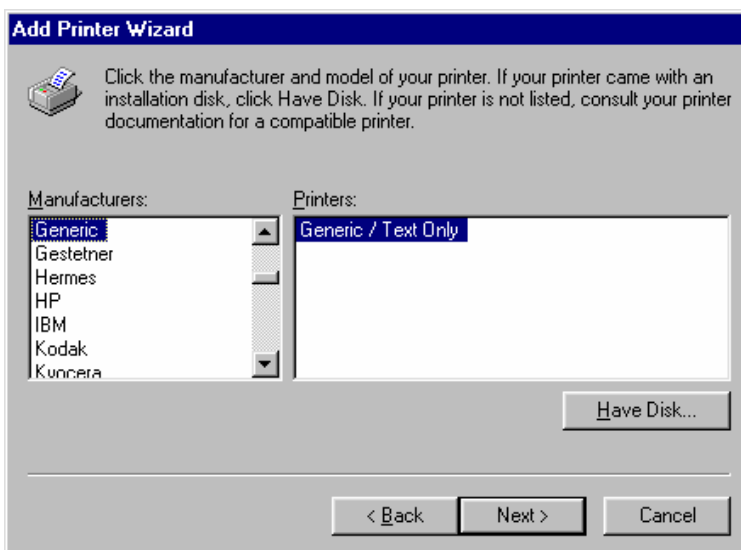 Add Printer Wizard
Click the manufacturer and model of your printer. If your printer came with an
installation disk, click Have Disk. If your printer is not listed, consult your printer
documentation for a compatible printer.
Manufacturers:
Printers:
Generic
Generic / Text Only
Gestetner
Hermes
HP
IBM
Kodak
Kyocera
Have Disk...
< Back
Next >
Cancel